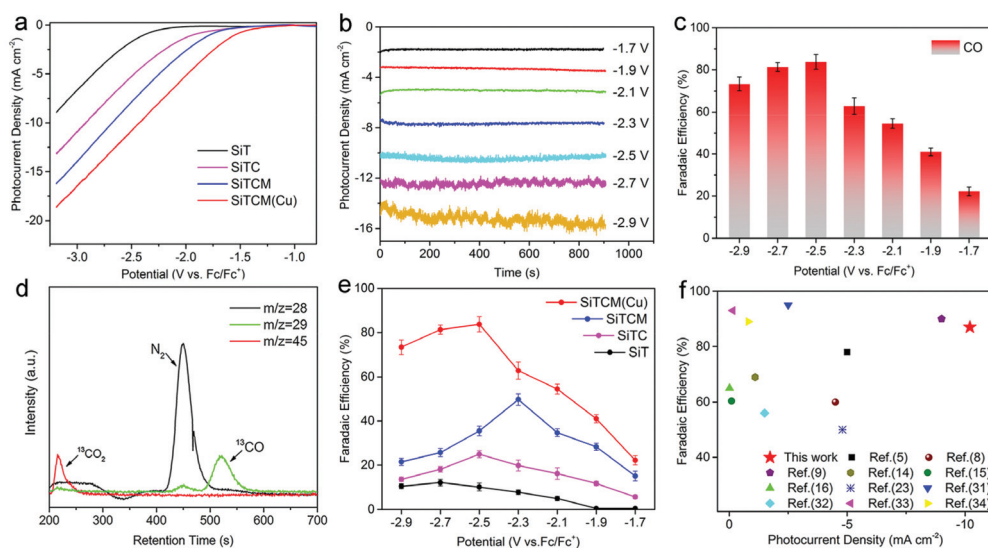 a
Photocurrent Density (mA cm⁻²)
0
-5
-10
-15
-20
SiT
SiTC
SiTCM
SiTCM(Cu)
-3.0 -2.5 -2.0 -1.5 -1.0
Potential (V vs. Fc/Fc⁺)
b
Photocurrent Density (mA cm⁻²)
0
-4
-8
-12
-16
-1.7 V
-1.9 V
-2.1 V
-2.3 V
-2.5 V
-2.7 V
-2.9 V
0 200 400 600 800 1000
Time (s)
c
Faradaic Efficiency (%)
100
80
60
40
20
0
CO
-2.9 -2.7 -2.5 -2.3 -2.1 -1.9 -1.7
Potential (V vs. Fc/Fc⁺)
d
Intensity (a.u.)
m/z=28
m/z=29
m/z=45
N₂
¹³CO₂
¹³CO
200 300 400 500 600 700
Retention Time (s)
e
Faradaic Efficiency (%)
100
80
60
40
20
0
SiTCM(Cu)
SiTCM
SiTC
SiT
-2.9 -2.7 -2.5 -2.3 -2.1 -1.9 -1.7
Potential (V vs.Fc/Fc⁺)
f
Faradaic Efficiency (%)
100
80
60
40
This work Ref.(5) Ref.(8)
Ref.(9) Ref.(14) Ref.(15)
Ref.(16) Ref.(23) Ref.(31)
Ref.(32) Ref.(33) Ref.(34)
0 -5 -10
Photocurrent Density (mA cm⁻²)